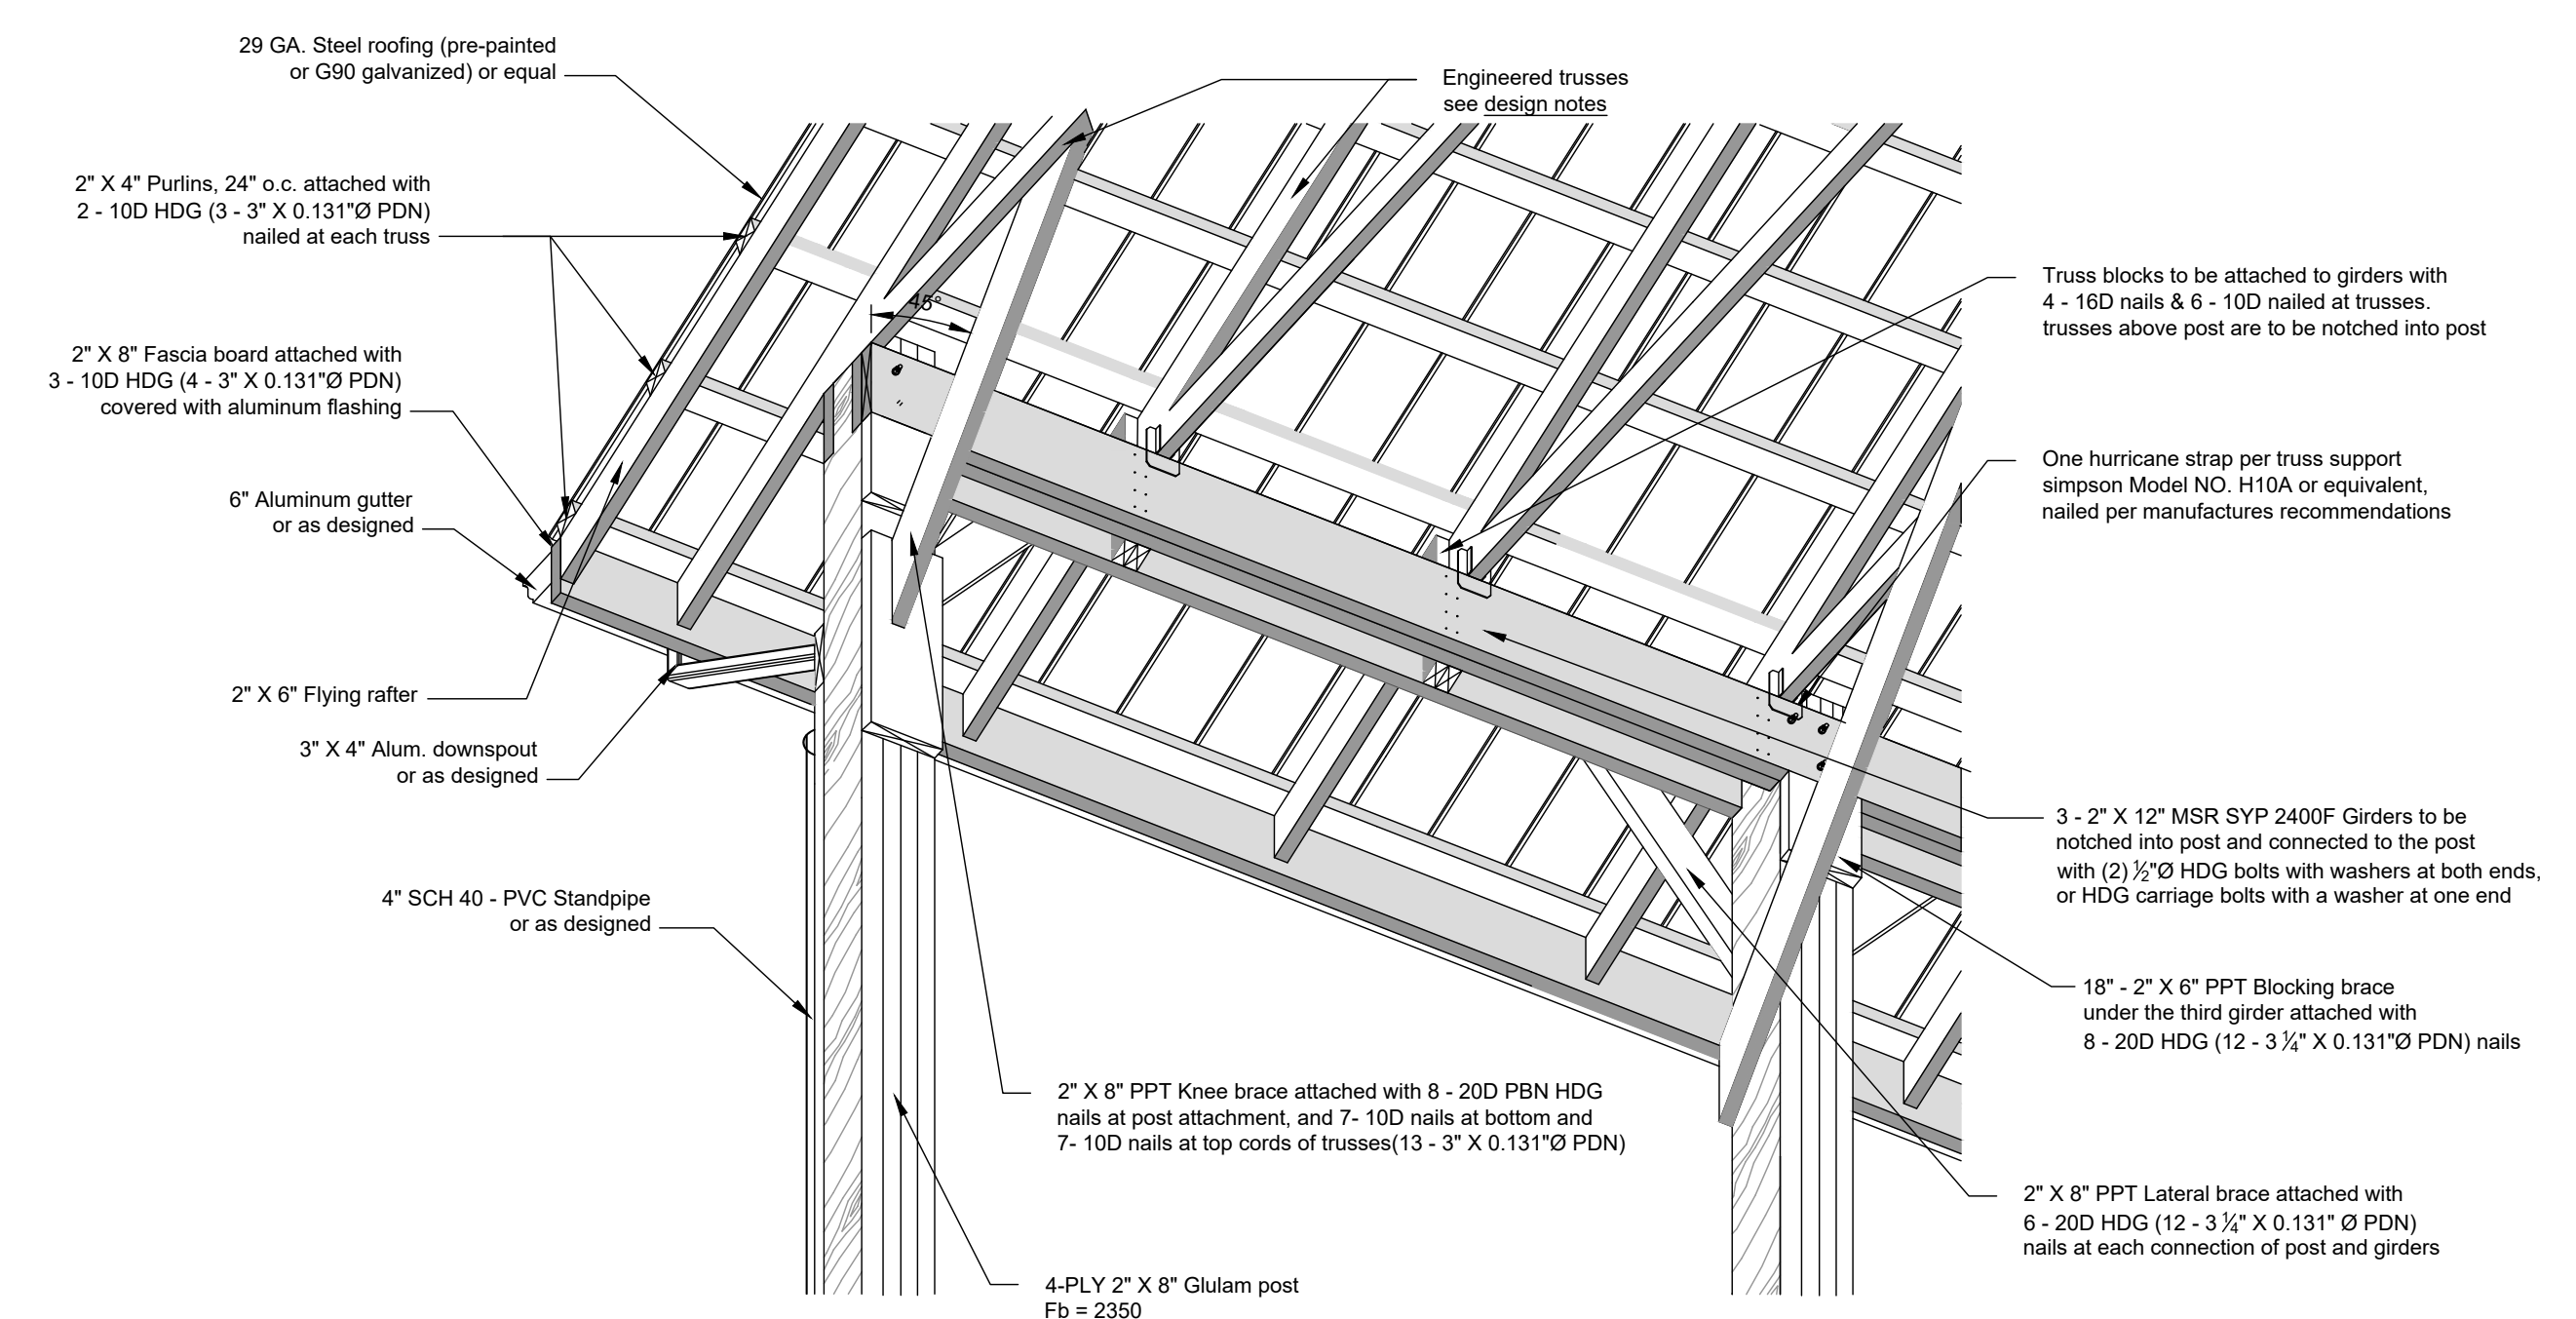 29 GA. Steel roofing (pre-painted
or G90 galvanized) or equal
Engineered trusses
see design notes
2" X 4" Purlins, 24" o.c. attached with
2 - 10D HDG (3 - 3" X 0.131"Ø PDN)
nailed at each truss
45°
Truss blocks to be attached to girders with
4 - 16D nails & 6 - 10D nailed at trusses.
trusses above post are to be notched into post
2" X 8" Fascia board attached with
3 - 10D HDG (4 - 3" X 0.131"Ø PDN)
covered with aluminum flashing
One hurricane strap per truss support
simpson Model NO. H10A or equivalent,
nailed per manufactures recommendations
6" Aluminum gutter
or as designed
2" X 6" Flying rafter
3" X 4" Alum. downspout
or as designed
3 - 2" X 12" MSR SYP 2400F Girders to be
notched into post and connected to the post
with (2) ½"Ø HDG bolts with washers at both ends,
or HDG carriage bolts with a washer at one end
4" SCH 40 - PVC Standpipe
or as designed
18" - 2" X 6" PPT Blocking brace
under the third girder attached with
8 - 20D HDG (12 - 3 ¼" X 0.131"Ø PDN) nails
2" X 8" PPT Knee brace attached with 8 - 20D PBN HDG
nails at post attachment, and 7- 10D nails at bottom and
7- 10D nails at top cords of trusses(13 - 3" X 0.131"Ø PDN)
2" X 8" PPT Lateral brace attached with
6 - 20D HDG (12 - 3 ¼" X 0.131" Ø PDN)
nails at each connection of post and girders
4-PLY 2" X 8" Glulam post
Fb = 2350